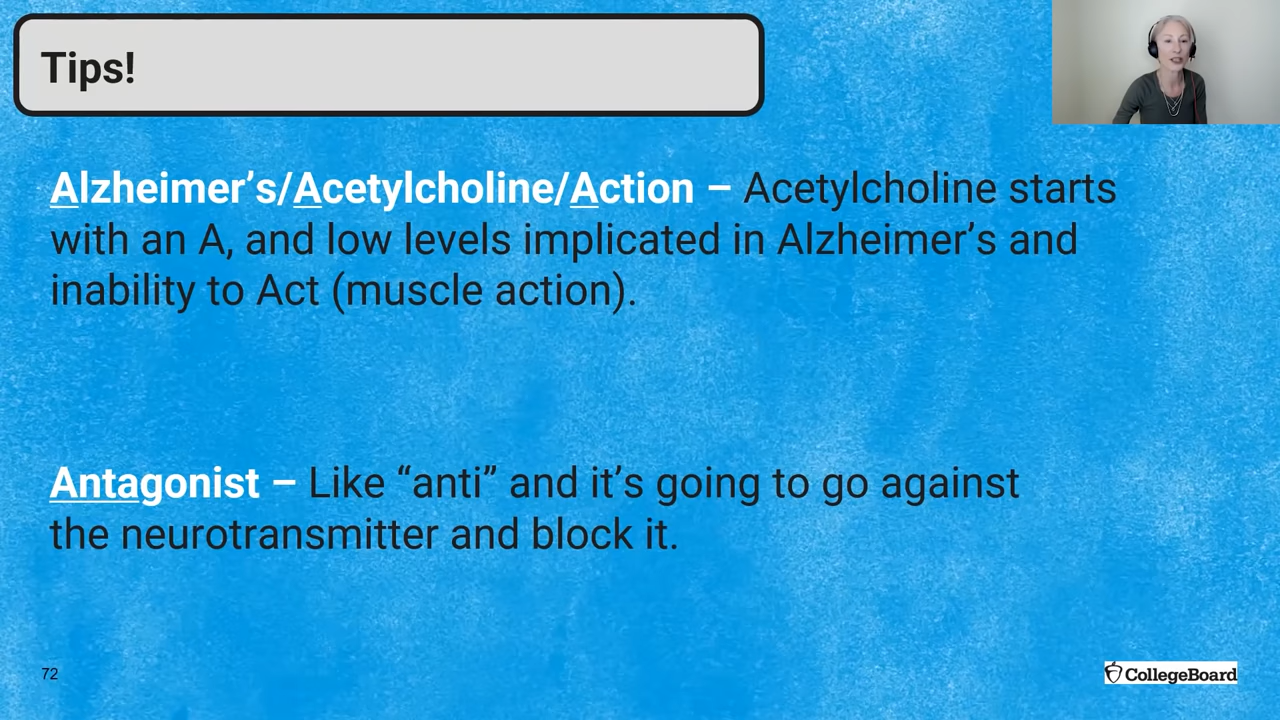 Tips!
Alzheimer’s/Acetylcholine/Action – Acetylcholine starts
with an A, and low levels implicated in Alzheimer’s and
inability to Act (muscle action).
Antagonist – Like “anti” and it’s going to go against
the neurotransmitter and block it.
72
CollegeBoard